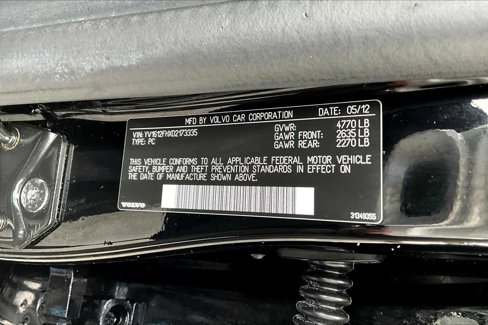 MFD BY VOLVO CAR CORPORATION DATE: 05/12
VIN: YV1612FH9D2173335 GVWR: 4770 LB
TYPE: PC GAWR FRONT: 2635 LB
GAWR REAR: 2270 LB
THIS VEHICLE CONFORMS TO ALL APPLICABLE FEDERAL MOTOR VEHICLE
SAFETY, BUMPER AND THEFT PREVENTION STANDARDS IN EFFECT ON
THE DATE OF MANUFACTURE SHOWN ABOVE.
VOLVO 31349355